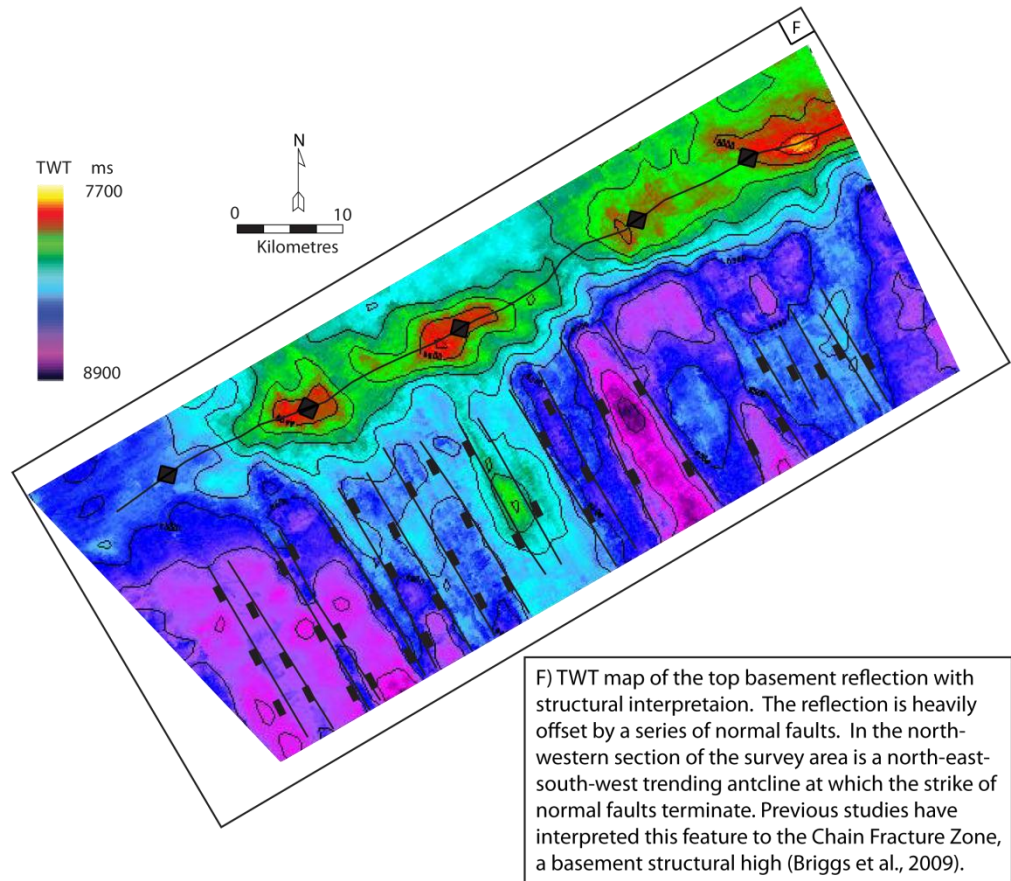 F
N
TWT ms
7700
0 10
Kilometres
8900
8000
F) TWT map of the top basement reflection with
structural interpretaion. The reflection is heavily
offset by a series of normal faults. In the north-
western section of the survey area is a north-east-
south-west trending antcline at which the strike of
normal faults terminate. Previous studies have
interpreted this feature to the Chain Fracture Zone,
a basement structural high (Briggs et al., 2009).